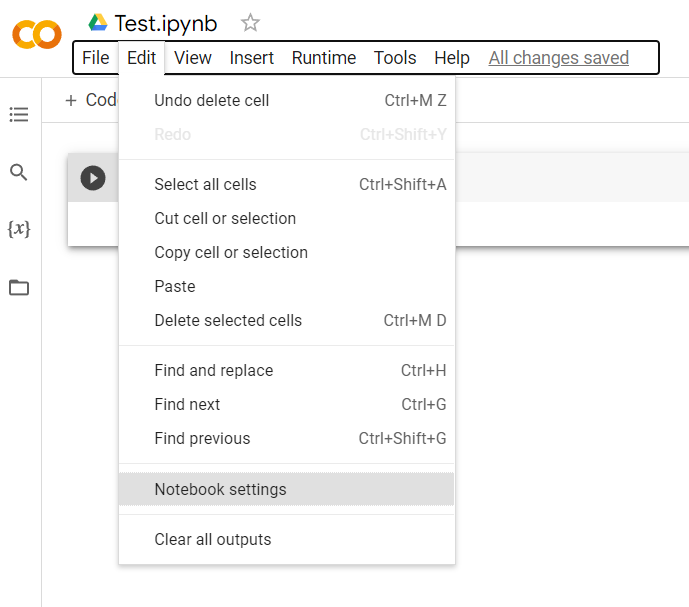 Test.ipynb
File Edit View Insert Runtime Tools Help All changes saved
+ Code
Undo delete cell Ctrl+M Z
Redo Ctrl+Shift+Y
Select all cells Ctrl+Shift+A
{x}
Cut cell or selection
Copy cell or selection
Paste
Delete selected cells Ctrl+M D
Find and replace Ctrl+H
Find next Ctrl+G
Find previous Ctrl+Shift+G
Notebook settings
Clear all outputs